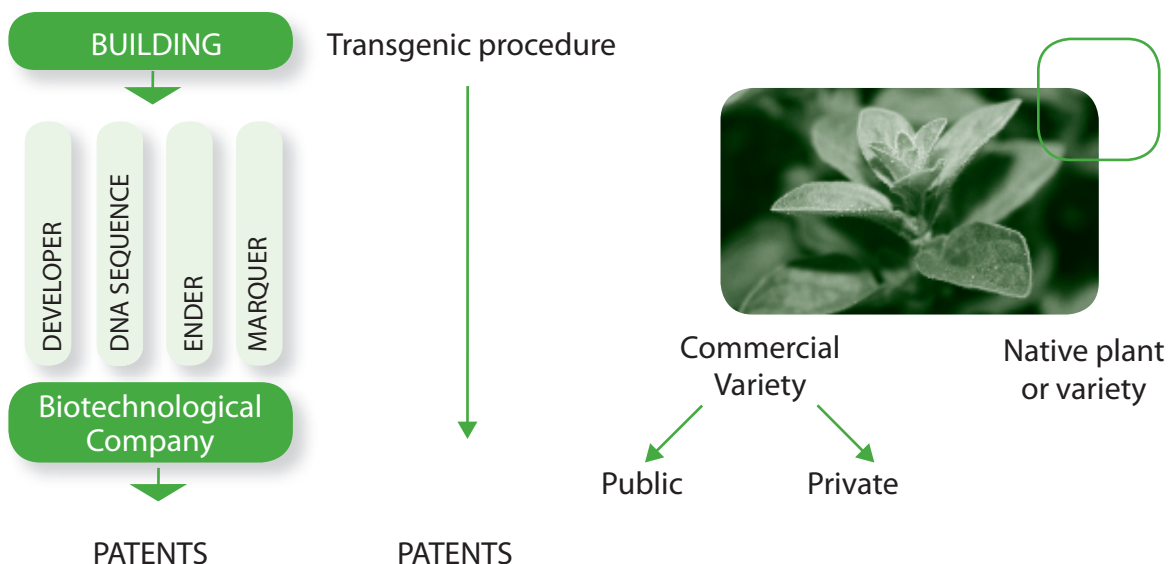 BUILDING
Transgenic procedure
DEVELOPER
DNA SEQUENCE
ENDER
MARQUER
Biotechnological
Company
Commercial
Variety
Native plant
or variety
Public
Private
PATENTS
PATENTS